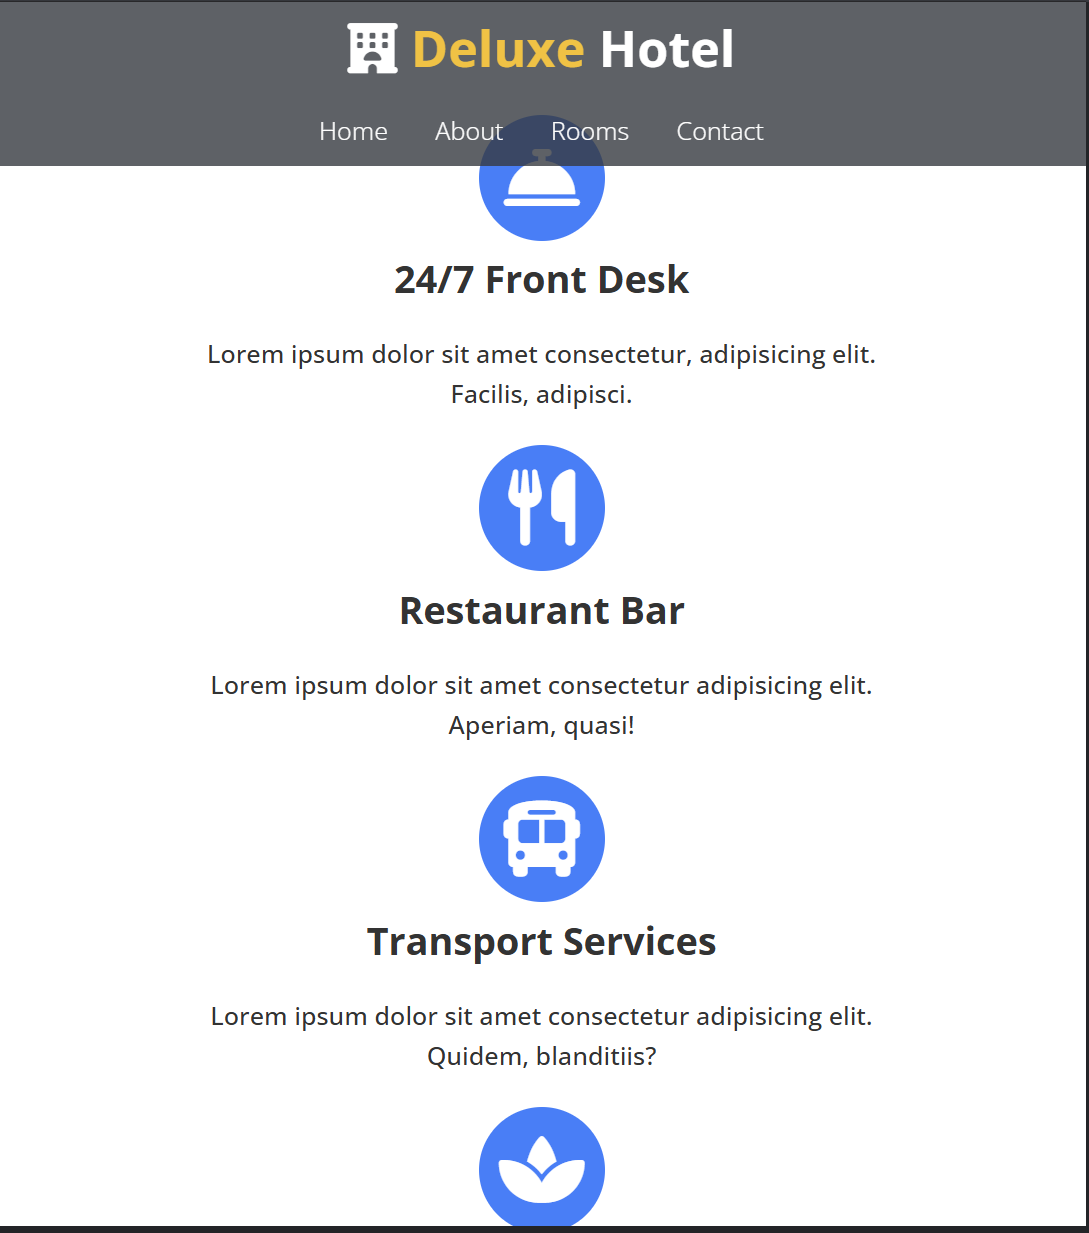 Deluxe Hotel
Home About Rooms Contact
24/7 Front Desk
Lorem ipsum dolor sit amet consectetur, adipisicing elit.
Facilis, adipisci.
Restaurant Bar
Lorem ipsum dolor sit amet consectetur adipisicing elit.
Aperiam, quasi!
Transport Services
Lorem ipsum dolor sit amet consectetur adipisicing elit.
Quidem, blanditiis?